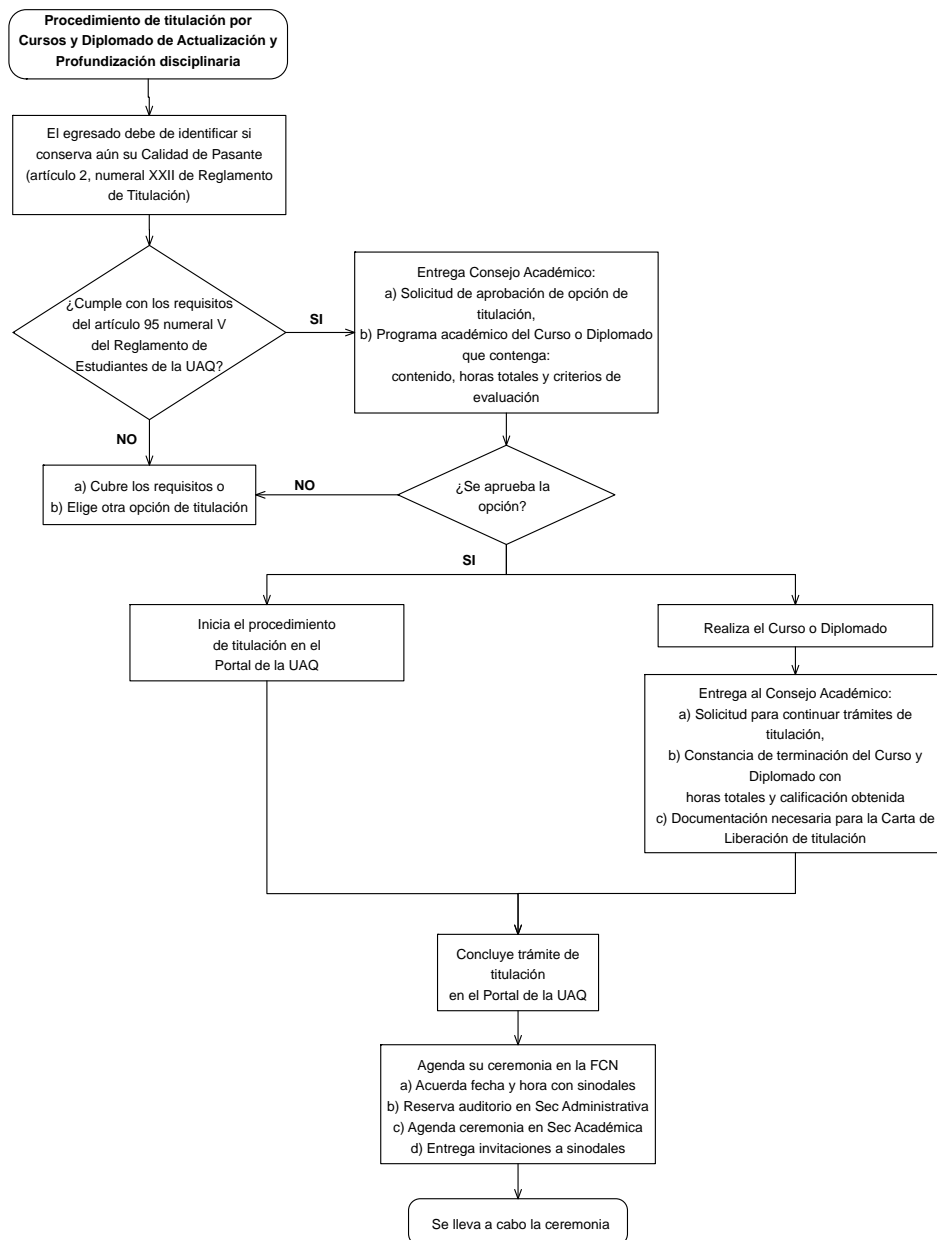 Procedimiento de titulación por
Cursos y Diplomado de Actualización y
Profundización disciplinaria
El egresado debe de identificar si
conserva aún su Calidad de Pasante
(artículo 2, numeral XXII de Reglamento
de Titulación)
¿Cumple con los requisitos
del artículo 95 numeral V
del Reglamento de
Estudiantes de la UAQ?
SI
Entrega Consejo Académico:
a) Solicitud de aprobación de opción de
titulación,
b) Programa académico del Curso o Diplomado
que contenga:
contenido, horas totales y criterios de
evaluación
NO
a) Cubre los requisitos o
b) Elige otra opción de titulación
NO
¿Se aprueba la
opción?
SI
Inicia el procedimiento
de titulación en el
Portal de la UAQ
Realiza el Curso o Diplomado
Entrega al Consejo Académico:
a) Solicitud para continuar trámites de
titulación,
b) Constancia de terminación del Curso y
Diplomado con
horas totales y calificación obtenida
c) Documentación necesaria para la Carta de
Liberación de titulación
Concluye trámite de
titulación
en el Portal de la UAQ
Agenda su ceremonia en la FCN
a) Acuerda fecha y hora con sinodales
b) Reserva auditorio en Sec Administrativa
c) Agenda ceremonia en Sec Académica
d) Entrega invitaciones a sinodales
Se lleva a cabo la ceremonia